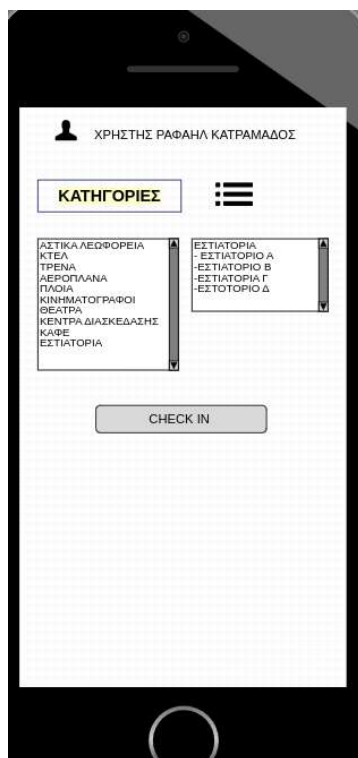 ΧΡΗΣΤΗΣ ΡΑΦΑΗΛ ΚΑΤΡΑΜΑΔΟΣ
ΚΑΤΗΓΟΡΙΕΣ
ΑΣΤΙΚΑ ΛΕΩΦΟΡΕΙΑ
ΚΤΕΛ
ΤΡΕΝΑ
ΑΕΡΟΠΛΑΝΑ
ΠΛΟΙΑ
ΚΙΝΗΜΑΤΟΓΡΑΦΟΙ
ΘΕΑΤΡΑ
ΚΕΝΤΡΑ ΔΙΑΣΚΕΔΑΣΗΣ
ΚΑΦΕ
ΕΣΤΙΑΤΟΡΙΑ
ΕΣΤΙΑΤΟΡΙΑ
- ΕΣΤΙΑΤΟΡΙΟ Α
-ΕΣΤΙΑΤΟΡΙΟ Β
-ΕΣΤΙΑΤΟΡΙΑ Γ
-ΕΣΤΟΤΟΡΙΟ Δ
CHECK IN